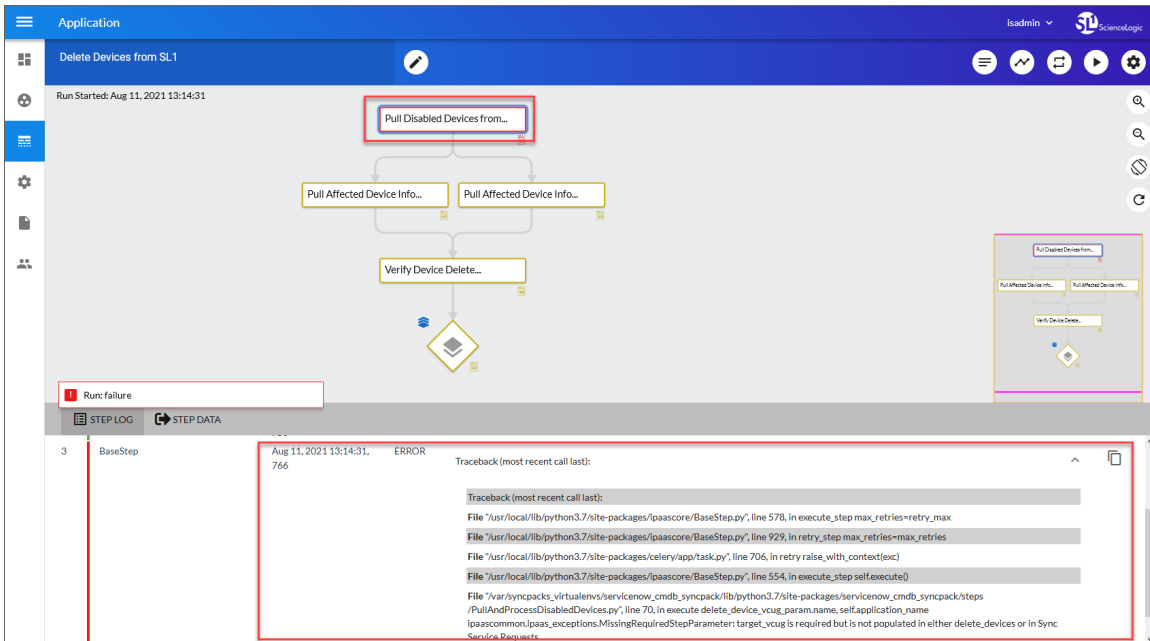 Application
isadmin
SL1
ScienceLogic
Delete Devices from SL1
Run Started: Aug 11, 2021 13:14:31
Pull Disabled Devices from...
Pull Affected Device Info...
Pull Affected Device Info...
Verify Device Delete...
Pull Disabled Devices from...
Pull Affected Device Info...
Pull Affected Device Info...
Verify Device Delete...
Run: failure
STEP LOG
STEP DATA
3
BaseStep
Aug 11, 2021 13:14:31,
766
ERROR
Traceback (most recent call last):
Traceback (most recent call last):
File "/usr/local/lib/python3.7/site-packages/ipaascore/BaseStep.py", line 578, in execute_step max_retries=retry_max
File "/usr/local/lib/python3.7/site-packages/ipaascore/BaseStep.py", line 929, in retry_step max_retries=max_retries
File "/usr/local/lib/python3.7/site-packages/celery/app/task.py", line 706, in retry raise_with_context(exc)
File "/usr/local/lib/python3.7/site-packages/ipaascore/BaseStep.py", line 554, in execute_step self.execute()
File "/var/syncpacks_virtualenvs/servicenow_cmdb_syncpack/lib/python3.7/site-packages/servicenow_cmdb_syncpack/steps
/PullAndProcessDisabledDevices.py", line 70, in execute delete_device_vcug_param.name, self.application_name
ipaascommon.ipaas_exceptions.MissingRequiredStepParameter: target_vcug is required but is not populated in either delete_devices or in Sync
Service Requests